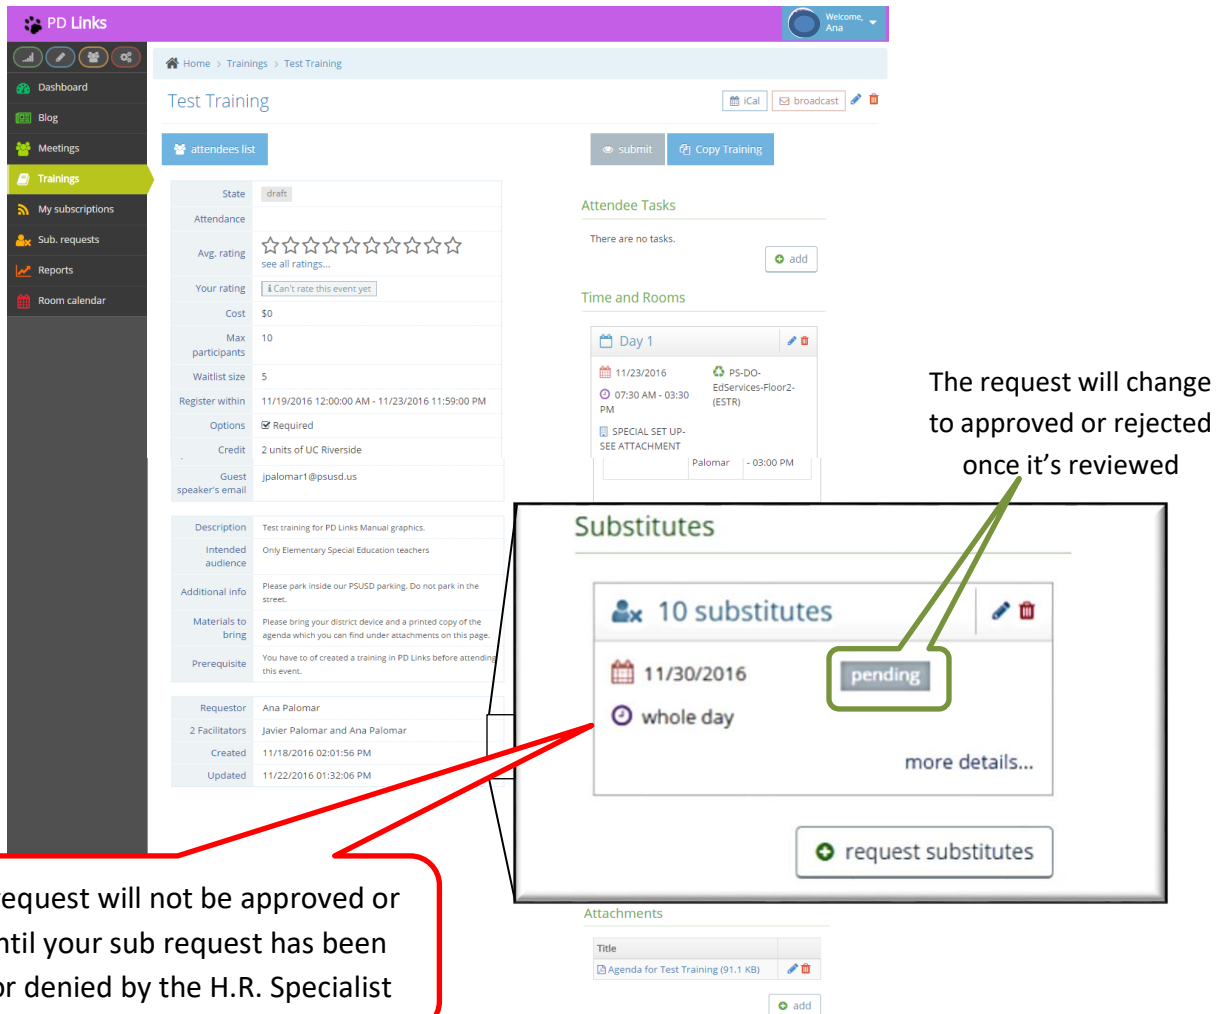 PD Links
Welcome,
Ana
Dashboard
Blog
Meetings
Trainings
My subscriptions
Sub. requests
Reports
Room calendar
Home > Trainings > Test Training
Test Training
iCal
broadcast
attendees list
submit
Copy Training
State draft
Attendance
Avg. rating
see all ratings...
Your rating i Can't rate this event yet
Cost $0
Max 10
participants
Waitlist size 5
Register within 11/19/2016 12:00:00 AM - 11/23/2016 11:59:00 PM
Options Required
Credit 2 units of UC Riverside
Guest jpalomar1@psusd.us
speaker's email
Description Test training for PD Links Manual graphics.
Intended Only Elementary Special Education teachers
audience
Additional info Please park inside our PSUSD parking. Do not park in the
street.
Materials to Please bring your district device and a printed copy of the
bring agenda which you can find under attachments on this page.
Prerequisite You have to of created a training in PD Links before attending
this event.
Requestor Ana Palomar
2 Facilitators Javier Palomar and Ana Palomar
Created 11/18/2016 02:01:56 PM
Updated 11/22/2016 01:32:06 PM
Attendee Tasks
There are no tasks.
add
Time and Rooms
Day 1
11/23/2016
07:30 AM - 03:30
PM
SPECIAL SET UP-
SEE ATTACHMENT
PS-DO-
EdServices-Floor2-
(ESTR)
Palomar - 03:00 PM
The request will change
to approved or rejected
once it's reviewed
Substitutes
10 substitutes
11/30/2016 pending
whole day
more details...
request substitutes
request will not be approved or
ntil your sub request has been
or denied by the H.R. Specialist
Attachments
Title
Agenda for Test Training (91.1 KB)
add